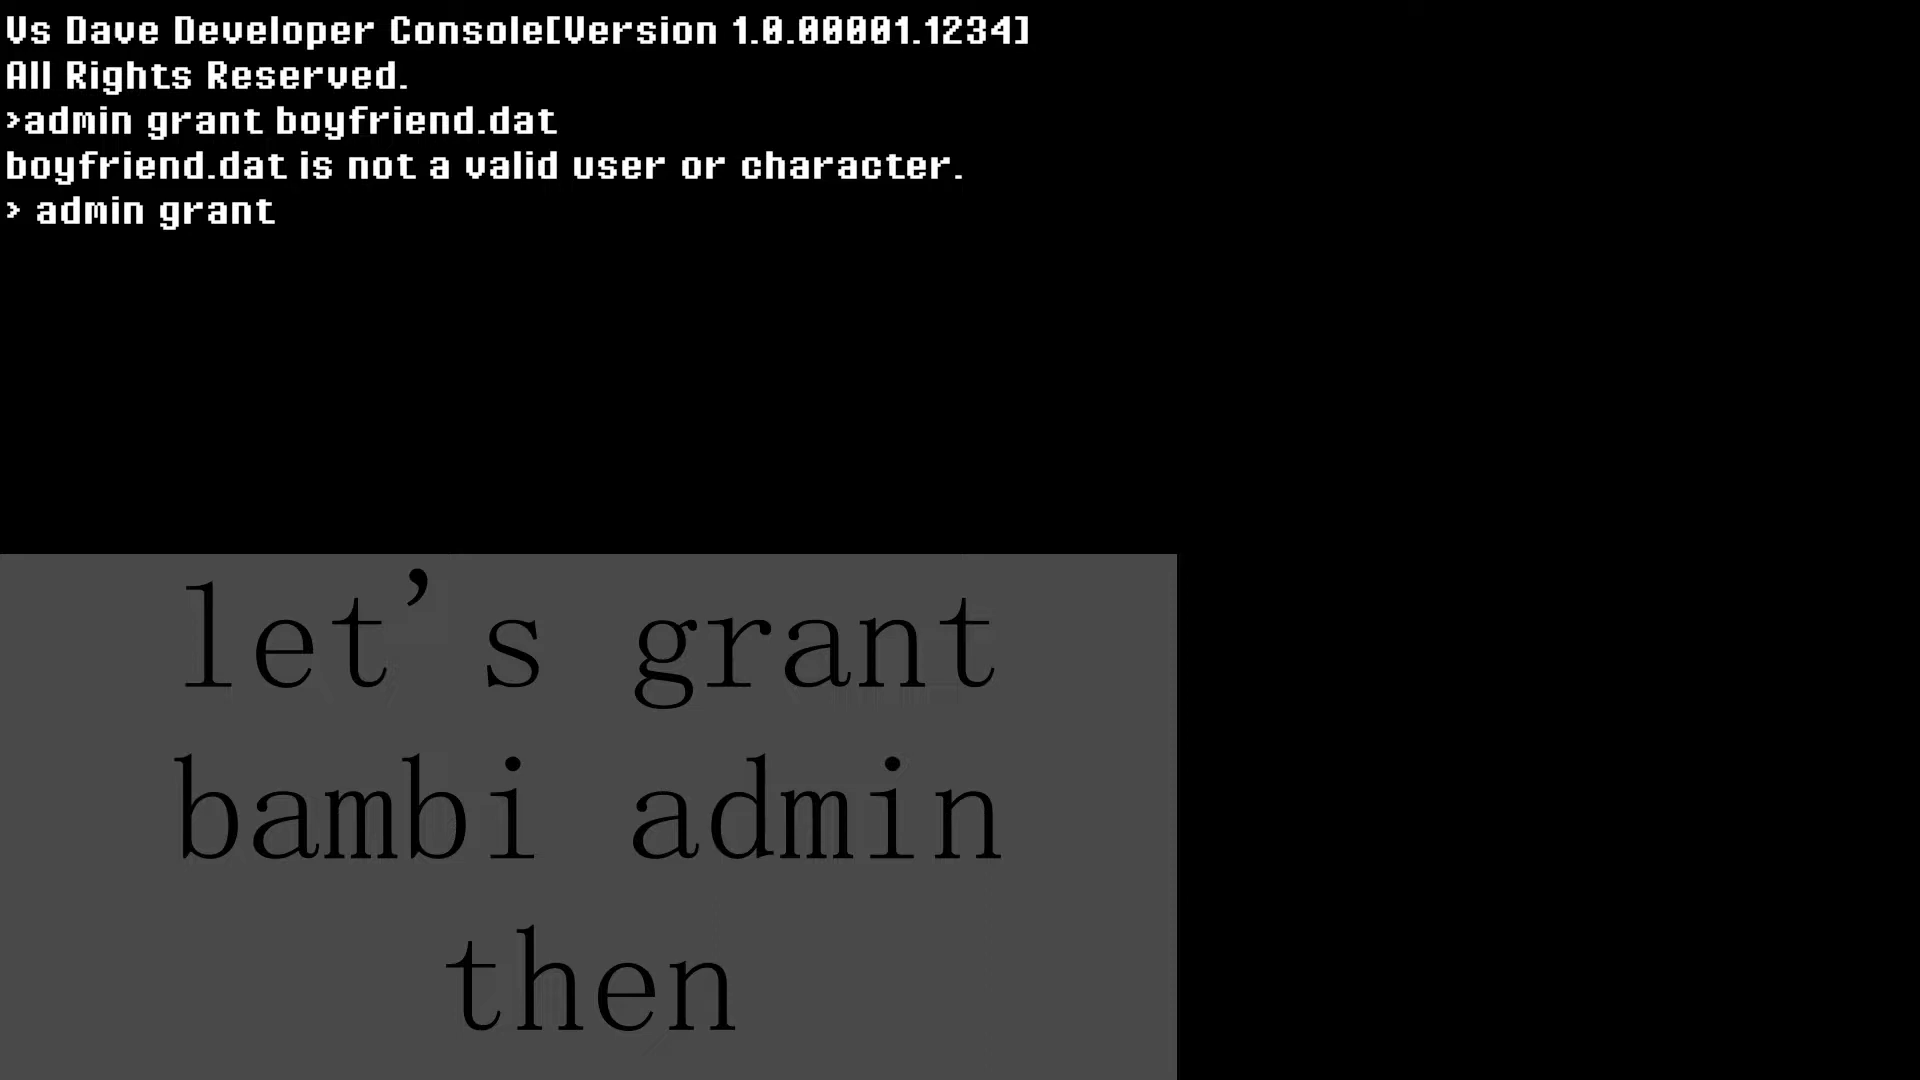 Vs Dave Developer Console[Version 1.0.00001.1234]
All Rights Reserved.
>admin grant boyfriend.dat
boyfriend.dat is not a valid user or character.
> admin grant
let's grant
bambi admin
then